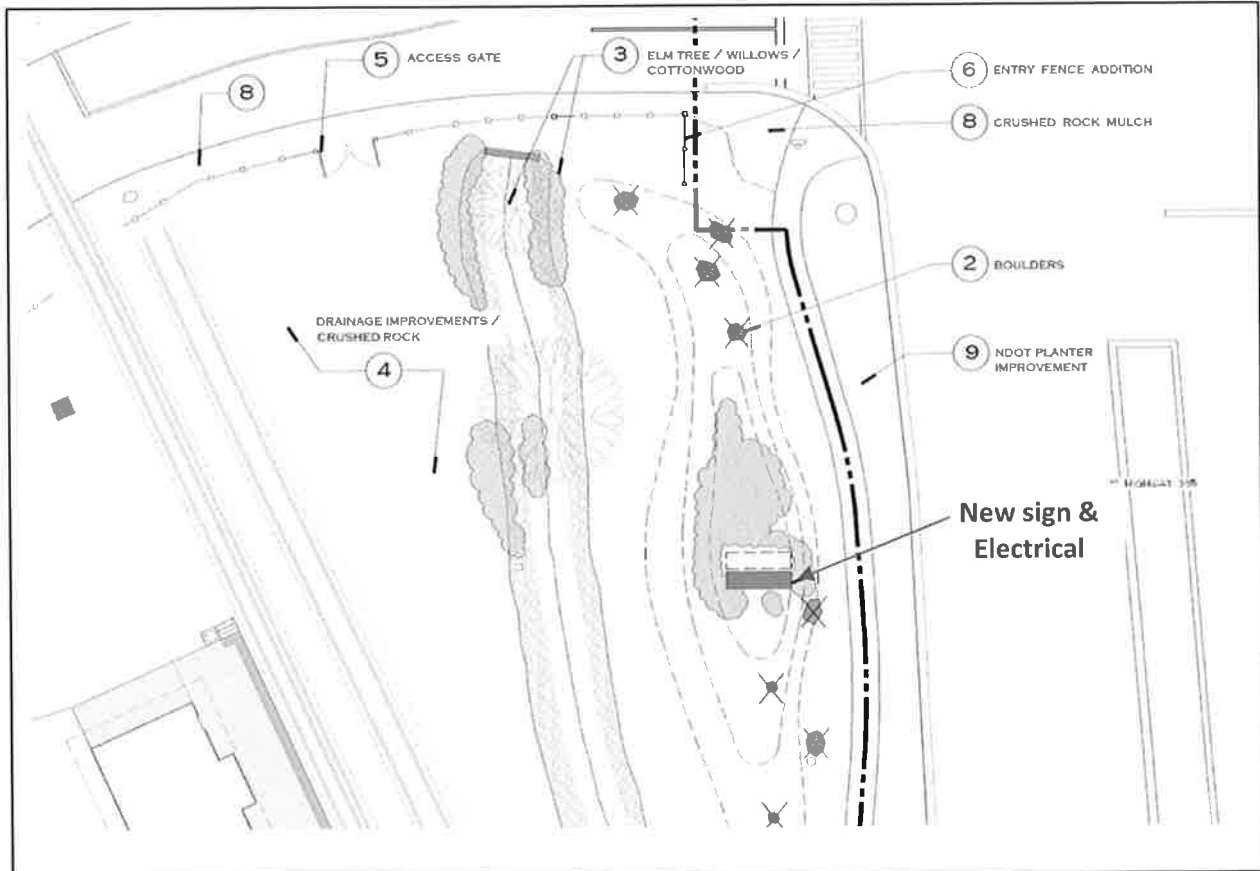 5 ACCESS GATE
3 ELM TREE / WILLOWS /
COTTONWOOD
6 ENTRY FENCE ADDITION
8
8 CRUSHED ROCK MULCH
2 BOULDERS
DRAINAGE IMPROVEMENTS /
CRUSHED ROCK
4
9 NDOT PLANTER
IMPROVEMENT
New sign &
Electrical